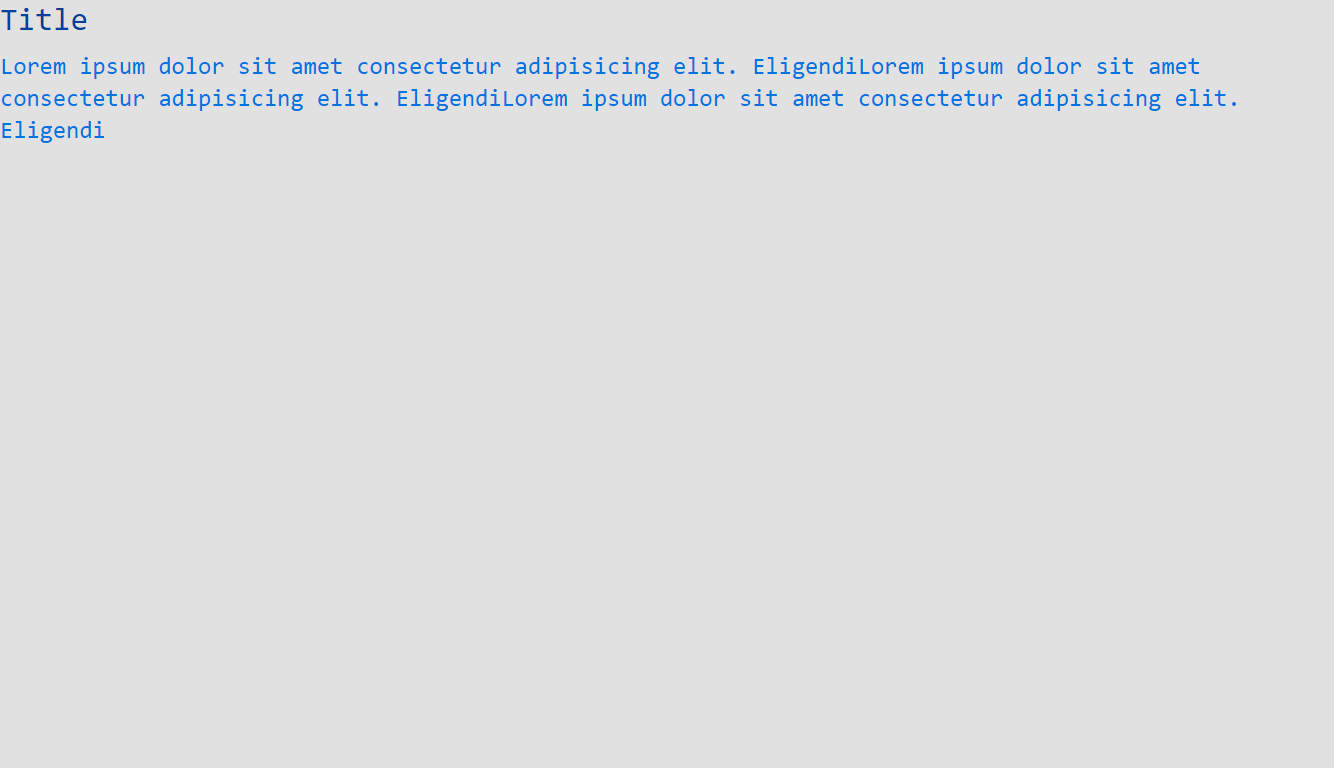 Title
Lorem ipsum dolor sit amet consectetur adipisicing elit. EligendiLorem ipsum dolor sit amet
consectetur adipisicing elit. EligendiLorem ipsum dolor sit amet consectetur adipisicing elit.
Eligendi